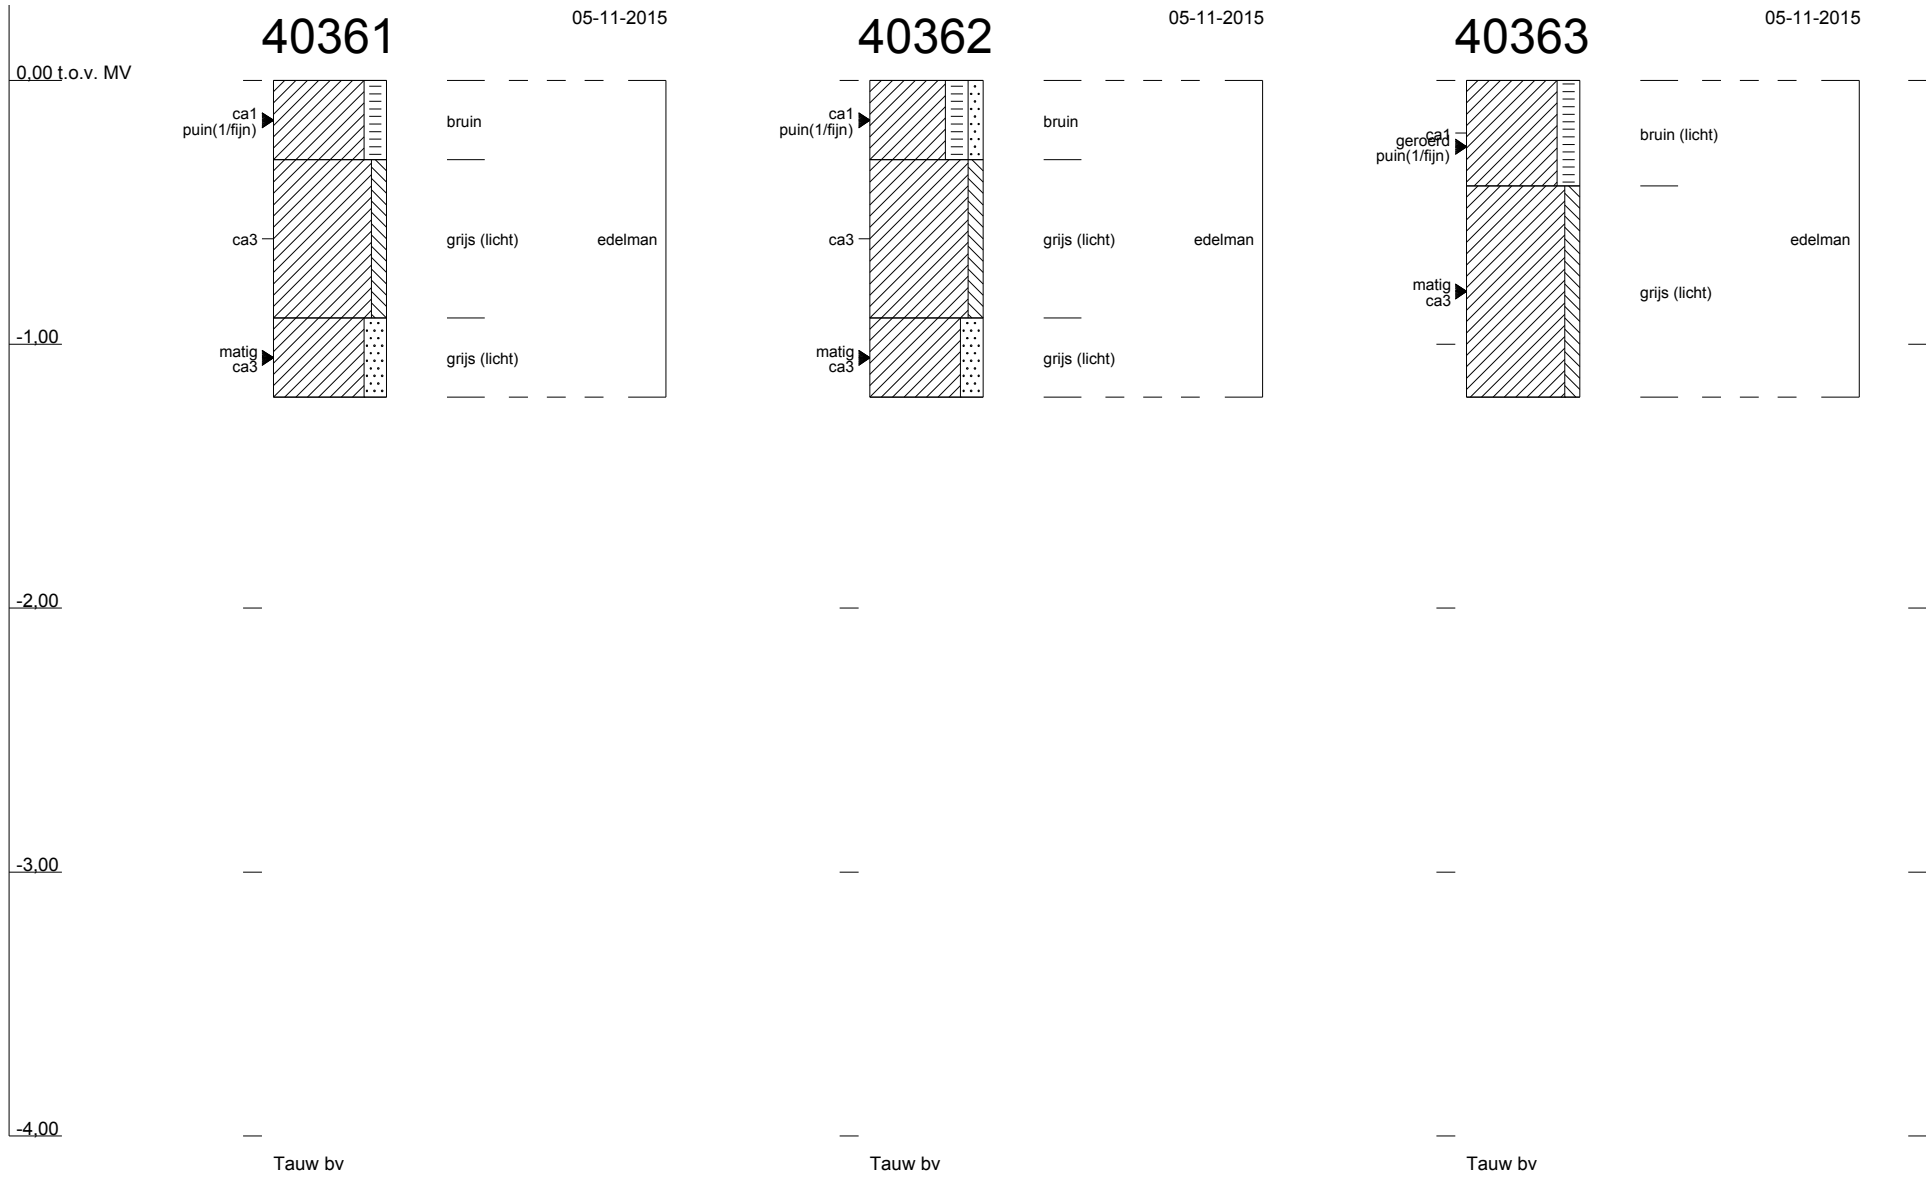 40361
05-11-2015
40362
05-11-2015
40363
05-11-2015
0,00 t.o.v. MV
ca1
puin(1/fijn)
bruin
ca3
grijs (licht)
edelman
matig
ca3
grijs (licht)
ca1
puin(1/fijn)
bruin
ca3
grijs (licht)
edelman
matig
ca3
grijs (licht)
ca1
geroerd
puin(1/fijn)
bruin (licht)
edelman
matig
ca3
grijs (licht)
-1,00
-2,00
-3,00
-4,00
Tauw bv
Tauw bv
Tauw bv